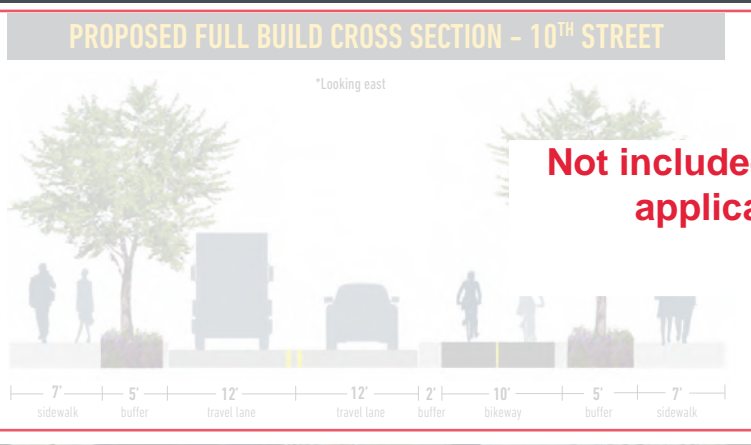 PROPOSED FULL BUILD CROSS SECTION - 10TH STREET
*Looking east
Not include
applica
7' 5' 12' 12' 2' 10' 5' 7'
sidewalk buffer travel lane travel lane buffer bikeway buffer sidewalk